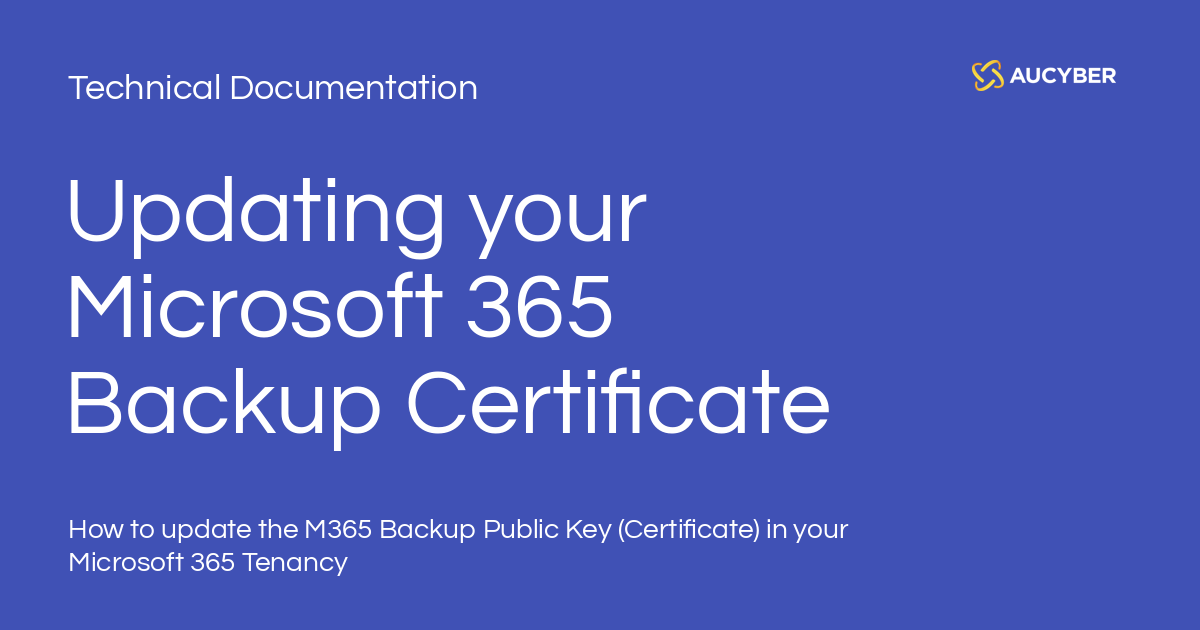 Technical Documentation
AUCYBER
Updating your
Microsoft 365
Backup Certificate
How to update the M365 Backup Public Key (Certificate) in your
Microsoft 365 Tenancy